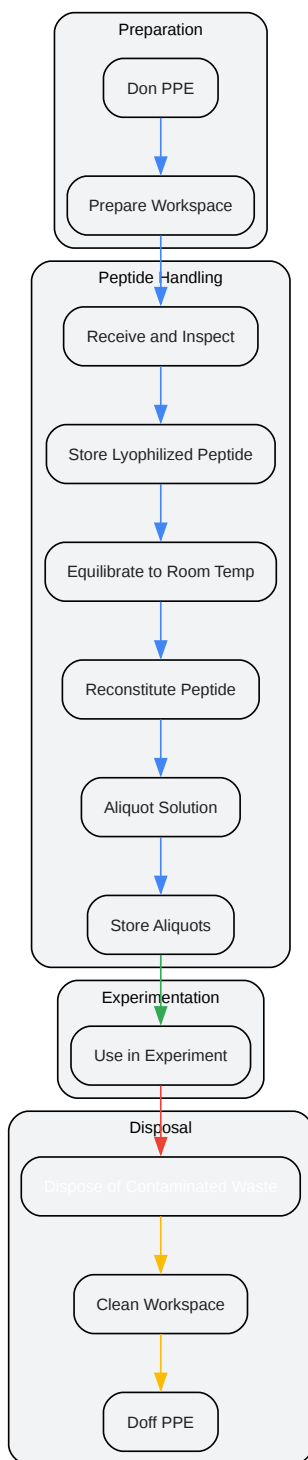 Preparation
Don PPE
Prepare Workspace
Peptide Handling
Receive and Inspect
Store Lyophilized Peptide
Equilibrate to Room Temp
Reconstitute Peptide
Aliquot Solution
Store Aliquots
Experimentation
Use in Experiment
Disposal
Dispose of Contaminated Waste
Clean Workspace
Doff PPE